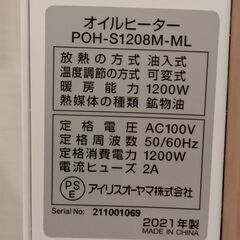 オイルヒーター
POH-S1208M-ML
放熱の方式 油入式
温度調節の方式 可変式
暖房能力 1200W
熱媒体の種類 鉱物油
定格電圧 AC100V
定格周波数 50/60Hz
定格消費電力 1200W
電流ヒューズ 2A
PSE アイリスオーヤマ株式会社
Serial No: 211001069 2021年製